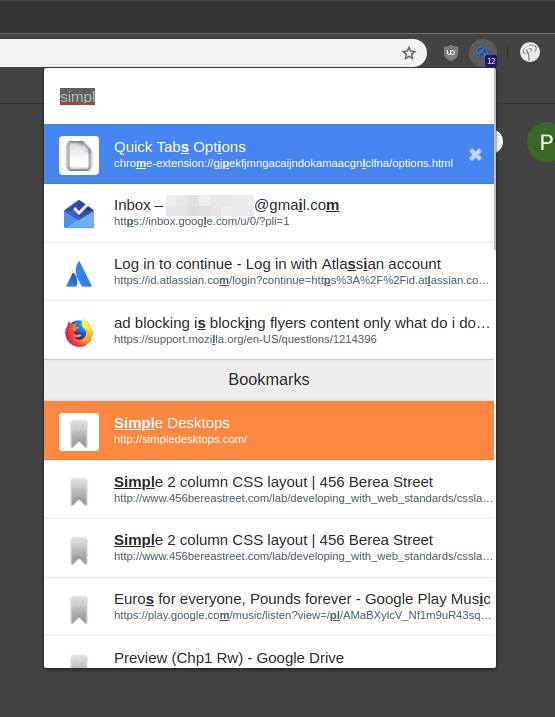 UD
12
P
simpl
Quick Tabs Options
chrome-extension://gjpekfjmngacaijndokamaacgnlclfna/options.html
Inbox – @gmail.com
https://inbox.google.com/u/0/?pli=1
Log in to continue - Log in with Atlassian account
https://id.atlassian.com/login?continue=https%3A%2F%2Fid.atlassian.co…
ad blocking is blocking flyers content only what do i do…
https://support.mozilla.org/en-US/questions/1214396
Bookmarks
Simple Desktops
http://simpledesktops.com/
Simple 2 column CSS layout | 456 Berea Street
http://www.456bereastreet.com/lab/developing_with_web_standards/cssla…
Simple 2 column CSS layout | 456 Berea Street
http://www.456bereastreet.com/lab/developing_with_web_standards/cssla…
Euros for everyone, Pounds forever - Google Play Music
https://play.google.com/music/listen?view=/pl/AMaBXylcV_Nf1m9uR43sq…
Preview (Chp1 Rw) - Google Drive